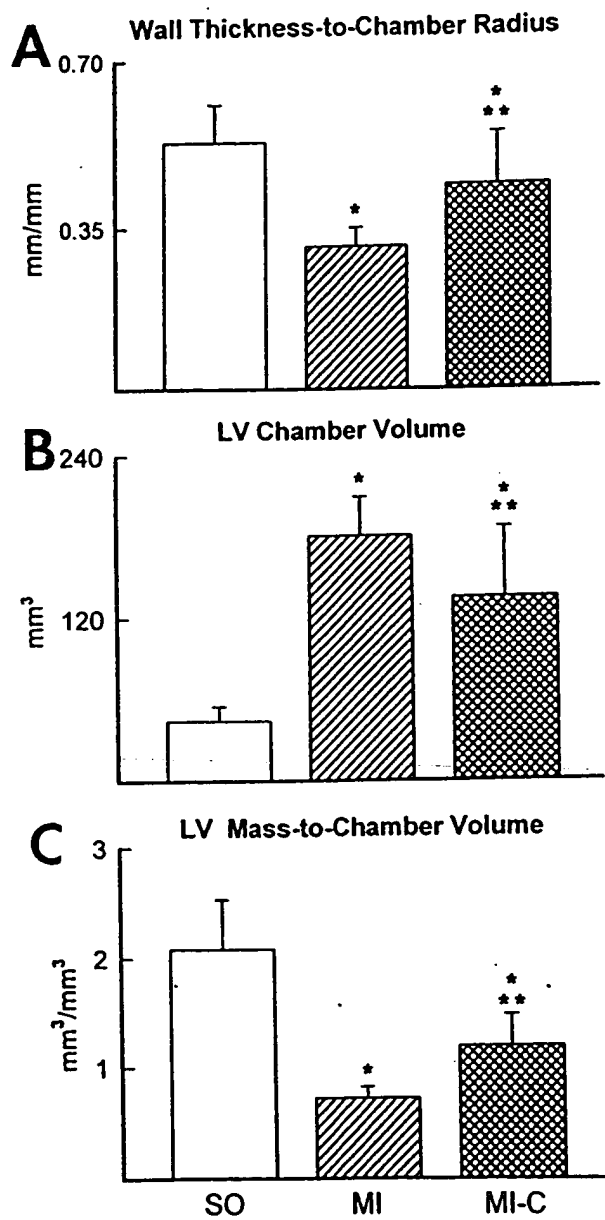 A
Wall Thickness-to-Chamber Radius
0.70
*
**
*
0.35
mm/mm
B
LV Chamber Volume
240
*
*
**
120
mm³
C
LV Mass-to-Chamber Volume
3
*
**
2
mm³/mm³
*
1
SO MI MI-C